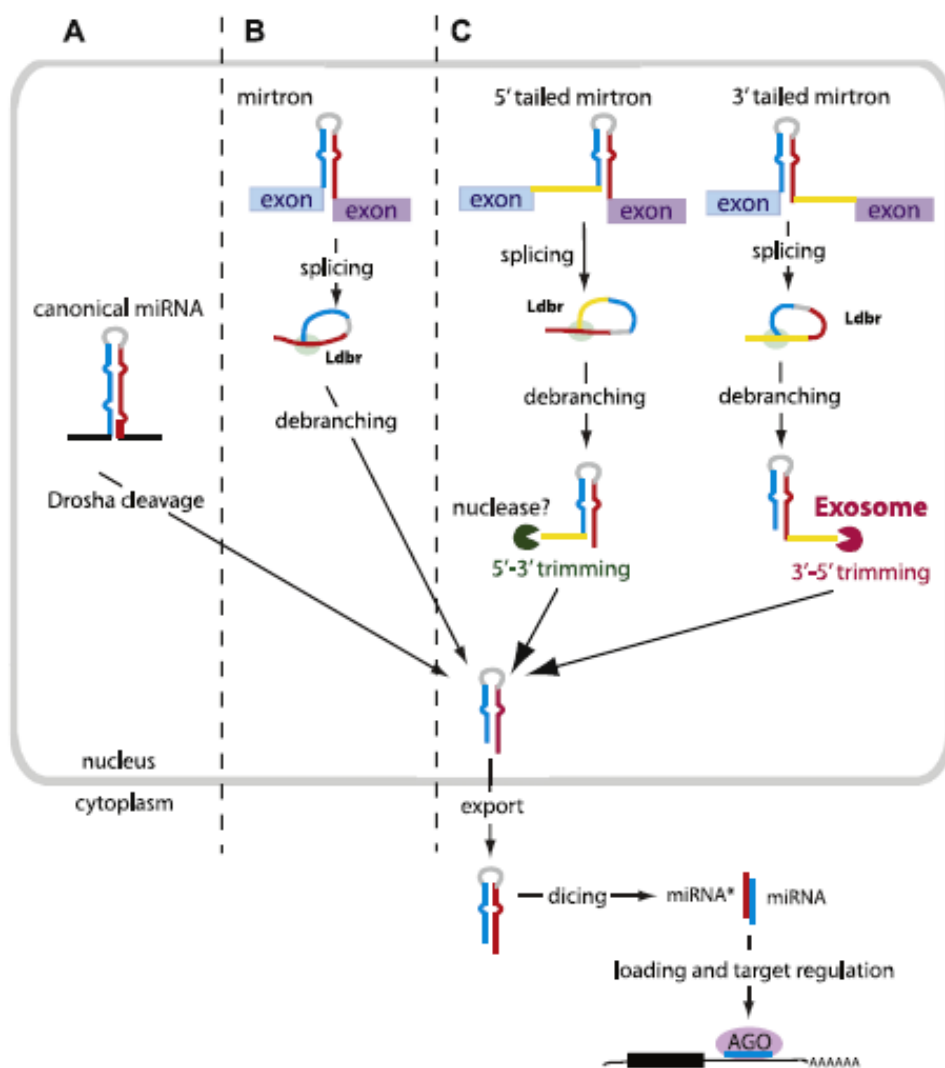 A
B
C
mirtron
5' tailed mirtron
3' tailed mirtron
exon
exon
exon
exon
exon
exon
splicing
splicing
splicing
canonical miRNA
Ldbr
Ldbr
Ldbr
debranching
debranching
debranching
Drosha cleavage
nuclease?
Exosome
5'-3' trimming
3'-5' trimming
nucleus
cytoplasm
export
dicing
miRNA*
miRNA
loading and target regulation
AGO
AAAAAA